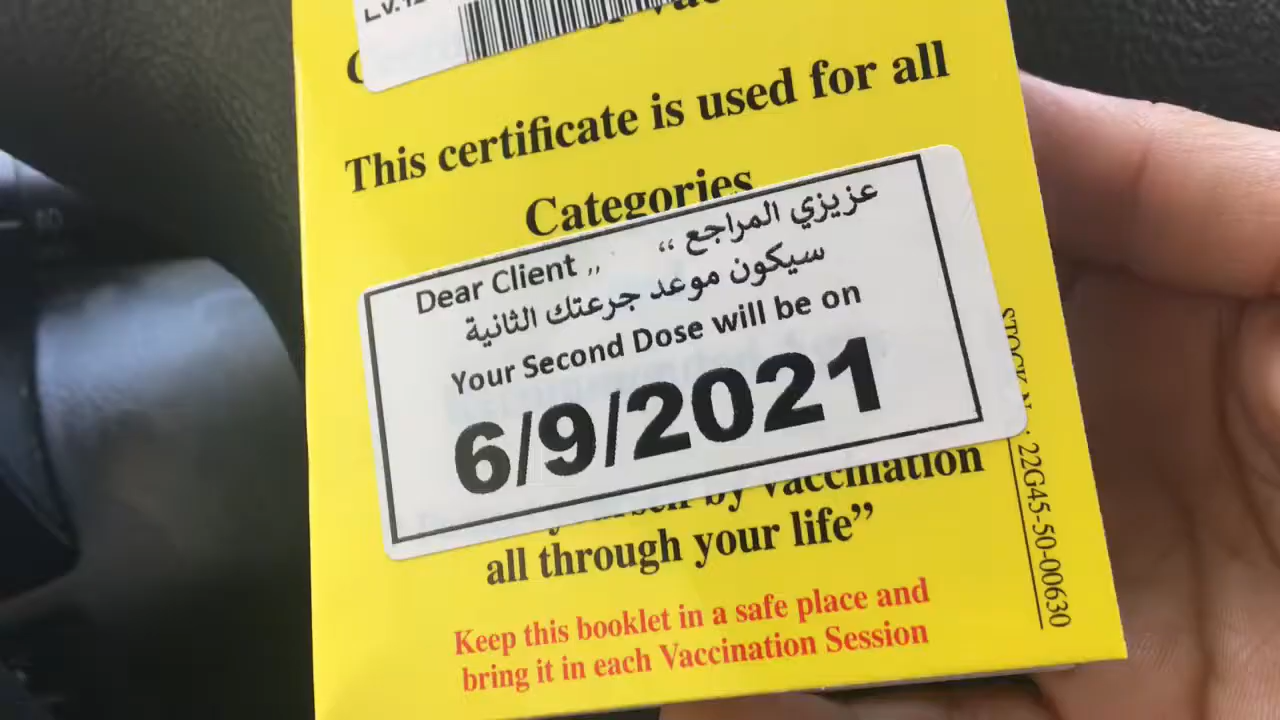 This certificate is used for all
Categories
عزيزي المراجع ،،
Dear Client ,,
سيكون موعد جرعتك الثانية
Your Second Dose will be on
6/9/2021
by vaccination
all through your life”
Keep this booklet in a safe place and
bring it in each Vaccination Session
: 22G45-50-00630